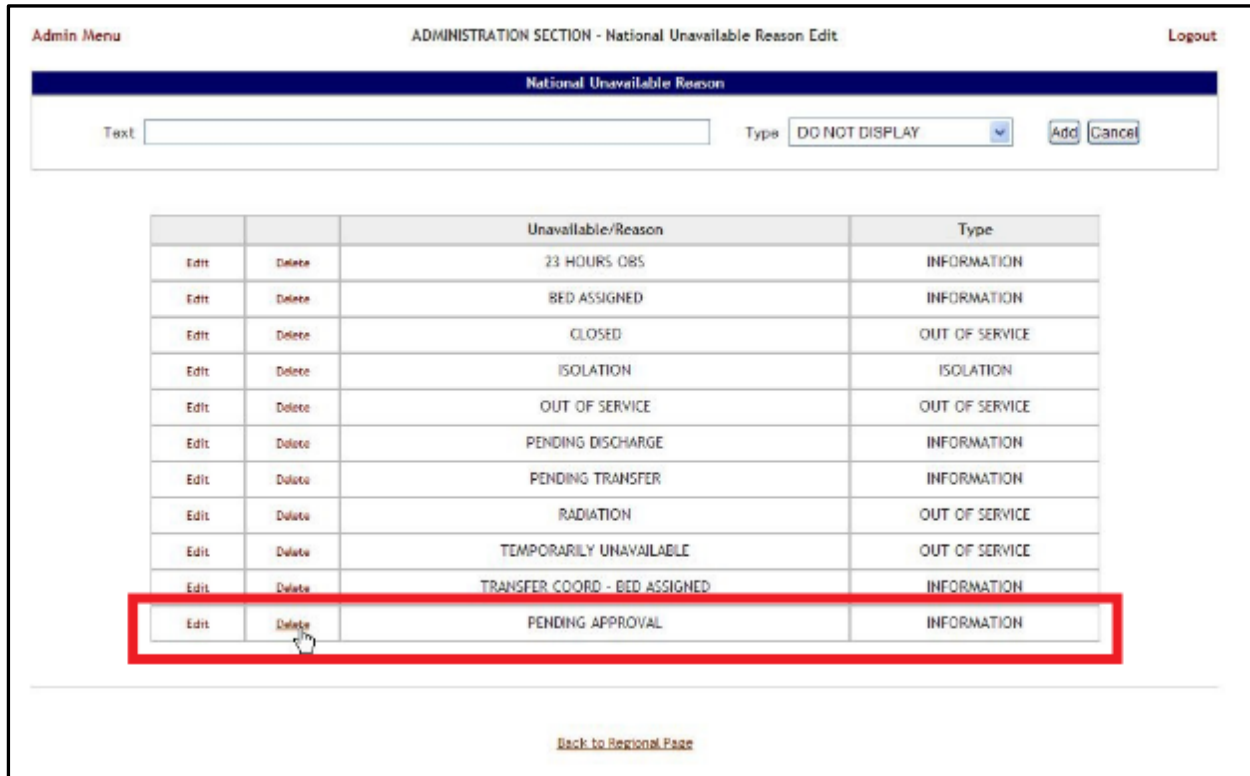 Admin Menu ADMINISTRATION SECTION - National Unavailable Reason Edit Logout
National Unavailable Reason
Text Type DO NOT DISPLAY Add Cancel
Unavailable/Reason Type
Edit Delete 23 HOURS OBS INFORMATION
Edit Delete BED ASSIGNED INFORMATION
Edit Delete CLOSED OUT OF SERVICE
Edit Delete ISOLATION ISOLATION
Edit Delete OUT OF SERVICE OUT OF SERVICE
Edit Delete PENDING DISCHARGE INFORMATION
Edit Delete PENDING TRANSFER INFORMATION
Edit Delete RADIATION OUT OF SERVICE
Edit Delete TEMPORARILY UNAVAILABLE OUT OF SERVICE
Edit Delete TRANSFER COORD - BED ASSIGNED INFORMATION
Edit Delete PENDING APPROVAL INFORMATION
Back to Regional Page